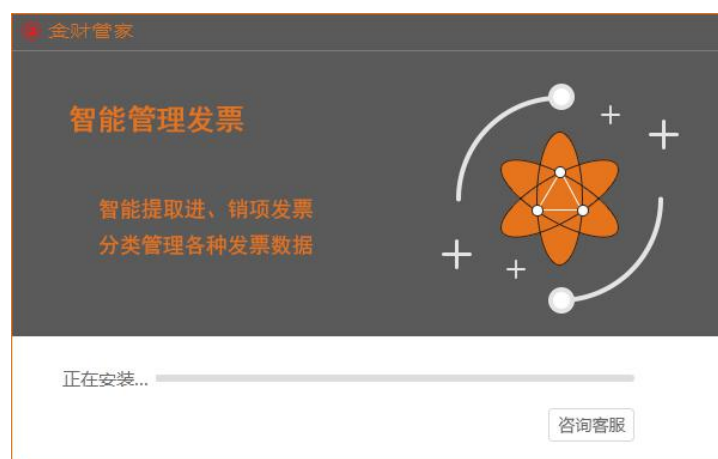 金财管家
智能管理发票
智能提取进、销项发票
分类管理各种发票数据
正在安装...
咨询客服